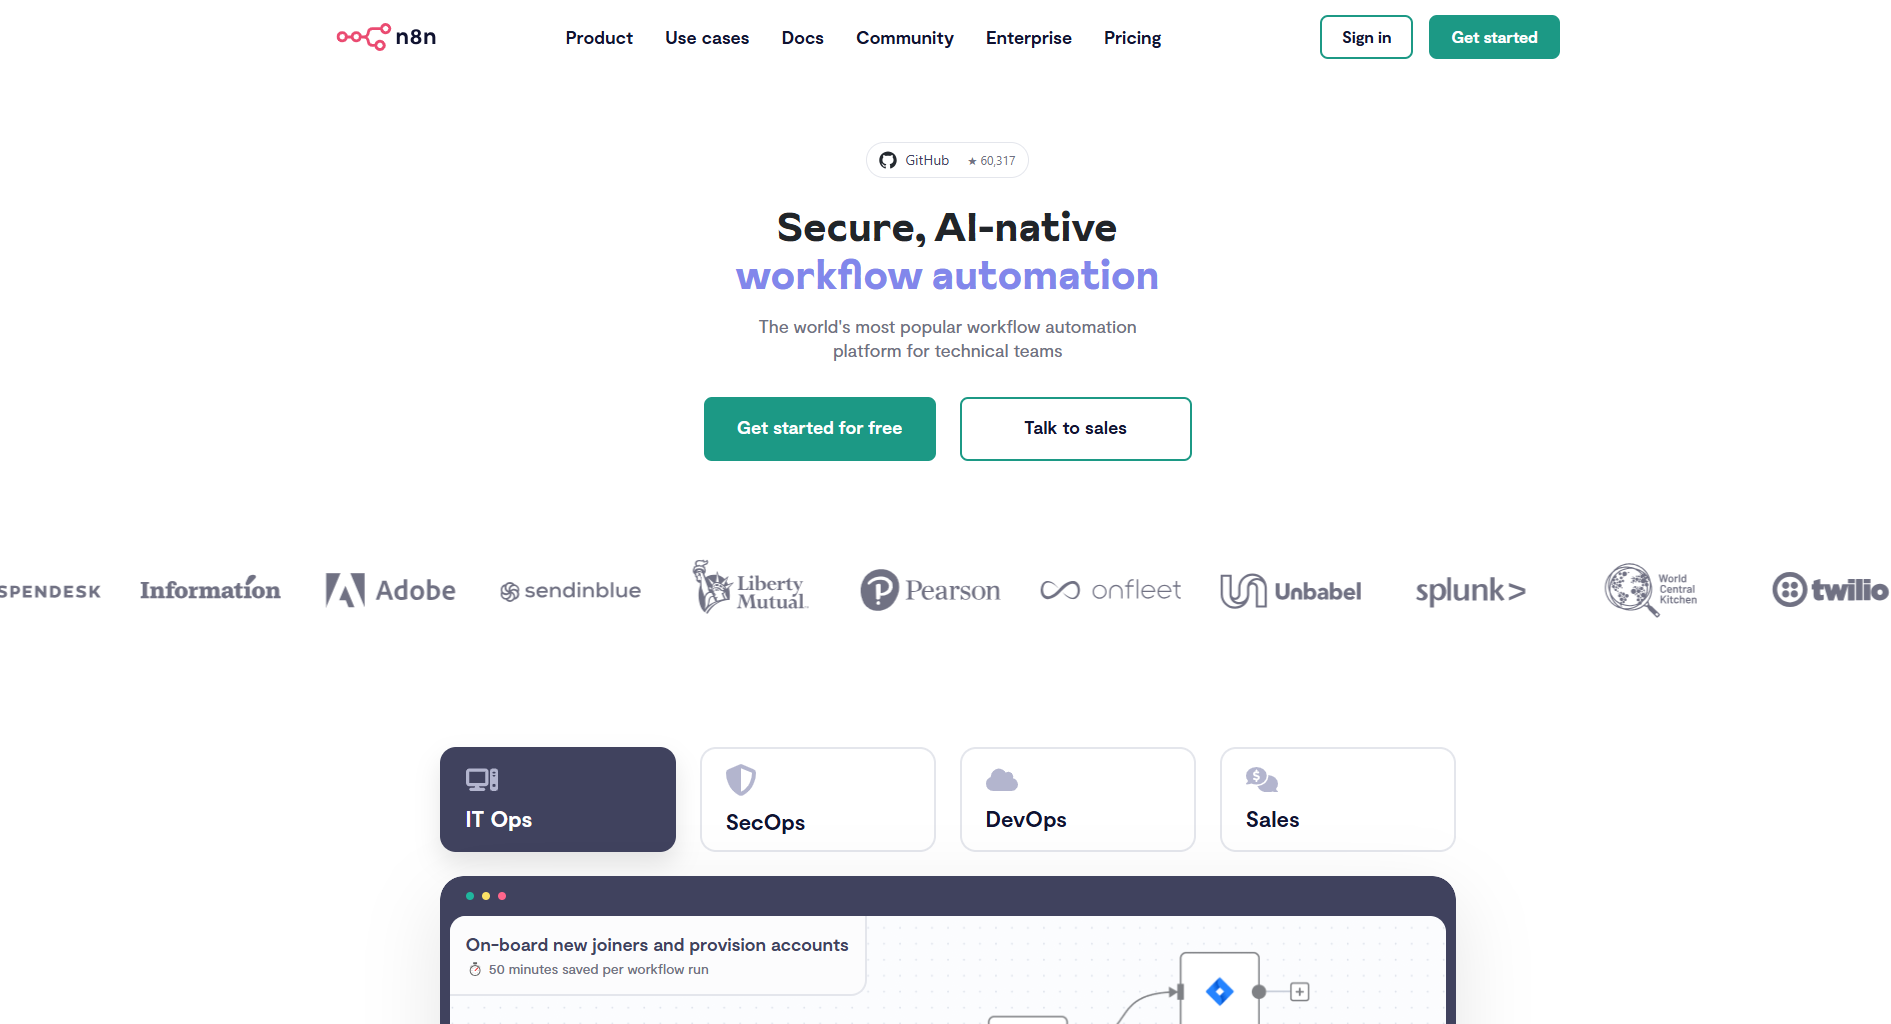 n8n
Product
Use cases
Docs
Community
Enterprise
Pricing
Sign in
Get started
GitHub ★ 60,317
Secure, AI-native
workflow automation
The world's most popular workflow automation
platform for technical teams
Get started for free
Talk to sales
SPENDESK
Information
Adobe
sendinblue
Liberty
Mutual.
Pearson
onfleet
Unbabel
splunk>
World
Central
Kitchen
twilio
IT Ops
SecOps
DevOps
Sales
On-board new joiners and provision accounts
50 minutes saved per workflow run